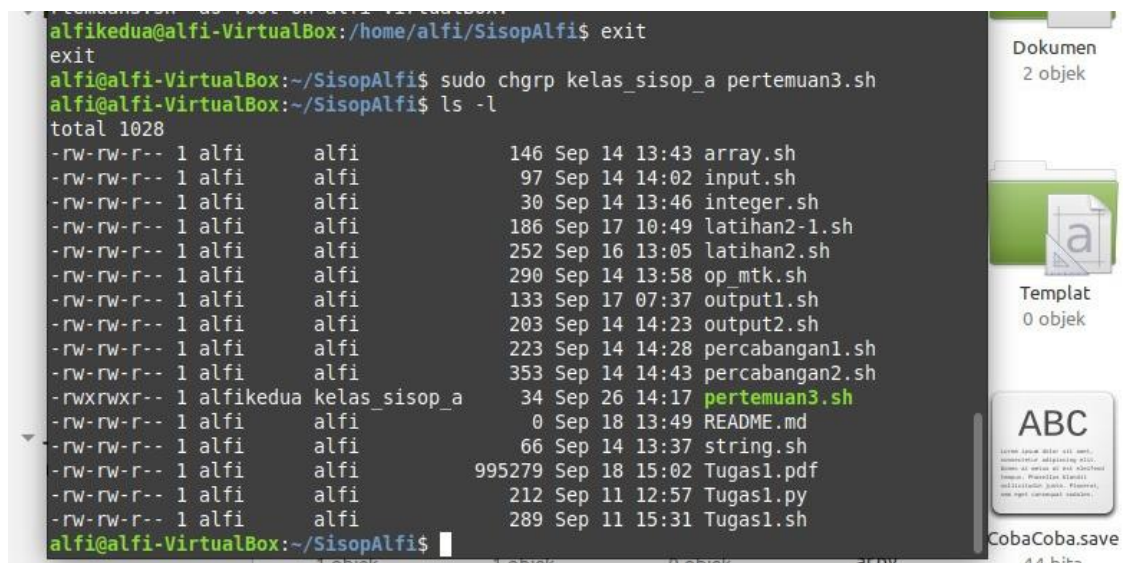 alfikedua@alfi-VirtualBox:/home/alfi/SisopAlfi$ exit
exit
alfi@alfi-VirtualBox:~/SisopAlfi$ sudo chgrp kelas_sisop_a pertemuan3.sh
alfi@alfi-VirtualBox:~/SisopAlfi$ ls -l
total 1028
-rw-rw-r-- 1 alfi      alfi             146 Sep 14 13:43 array.sh
-rw-rw-r-- 1 alfi      alfi              97 Sep 14 14:02 input.sh
-rw-rw-r-- 1 alfi      alfi              30 Sep 14 13:46 integer.sh
-rw-rw-r-- 1 alfi      alfi             186 Sep 17 10:49 latihan2-1.sh
-rw-rw-r-- 1 alfi      alfi             252 Sep 16 13:05 latihan2.sh
-rw-rw-r-- 1 alfi      alfi             290 Sep 14 13:58 op_mtk.sh
-rw-rw-r-- 1 alfi      alfi             133 Sep 17 07:37 output1.sh
-rw-rw-r-- 1 alfi      alfi             203 Sep 14 14:23 output2.sh
-rw-rw-r-- 1 alfi      alfi             223 Sep 14 14:28 percabangan1.sh
-rw-rw-r-- 1 alfi      alfi             353 Sep 14 14:43 percabangan2.sh
-rwxrwxr-- 1 alfikedua kelas_sisop_a     34 Sep 26 14:17 pertemuan3.sh
-rw-rw-r-- 1 alfi      alfi               0 Sep 18 13:49 README.md
-rw-rw-r-- 1 alfi      alfi              66 Sep 14 13:37 string.sh
-rw-rw-r-- 1 alfi      alfi          995279 Sep 18 15:02 Tugas1.pdf
-rw-rw-r-- 1 alfi      alfi             212 Sep 11 12:57 Tugas1.py
-rw-rw-r-- 1 alfi      alfi             289 Sep 11 15:31 Tugas1.sh
alfi@alfi-VirtualBox:~/SisopAlfi$
Dokumen
2 objek
a
Templat
0 objek
ABC
CobaCoba.save